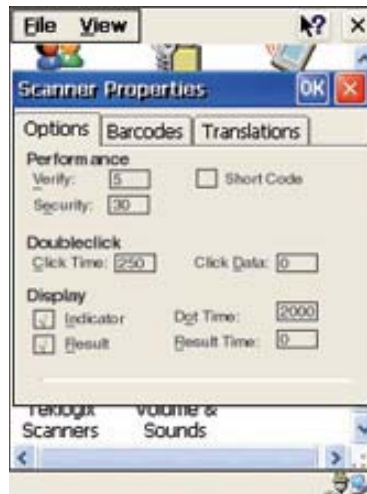 File View
?
Scanner Properties OK
Options Barcodes Translations
Performance
Verify: 5 Short Code
Security: 30
Doubleclick
Click Time: 250 Click Data: 0
Display
Indicator Dot Time: 2000
Result Result Time: 0
Teklogix Volume &
Scanners Sounds